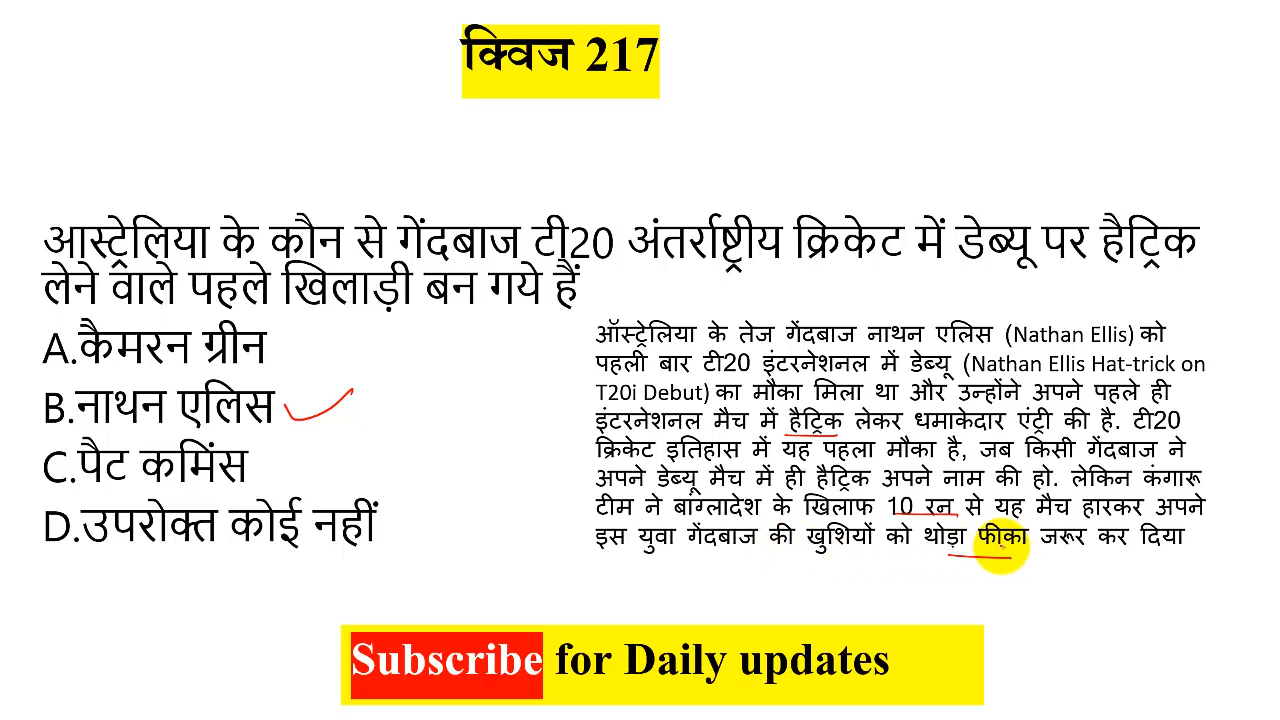 क्विज 217
आस्ट्रेलिया के कौन से गेंदबाज टी20 अंतर्राष्ट्रीय क्रिकेट में डेब्यू पर हैट्रिक
लेने वाले पहले खिलाड़ी बन गये हैं
A.कैमरन ग्रीन
B.नाथन एलिस
C.पैट कमिंस
D.उपरोक्त कोई नहीं
ऑस्ट्रेलिया के तेज गेंदबाज नाथन एलिस (Nathan Ellis) को
पहली बार टी20 इंटरनेशनल में डेब्यू (Nathan Ellis Hat-trick on
T20i Debut) का मौका मिला था और उन्होंने अपने पहले ही
इंटरनेशनल मैच में हैट्रिक लेकर धमाकेदार एंट्री की है. टी20
क्रिकेट इतिहास में यह पहला मौका है, जब किसी गेंदबाज ने
अपने डेब्यू मैच में ही हैट्रिक अपने नाम की हो. लेकिन कंगारू
टीम ने बांग्लादेश के खिलाफ 10 रन से यह मैच हारकर अपने
इस युवा गेंदबाज की खुशियों को थोड़ा फीका जरूर कर दिया
Subscribe for Daily updates